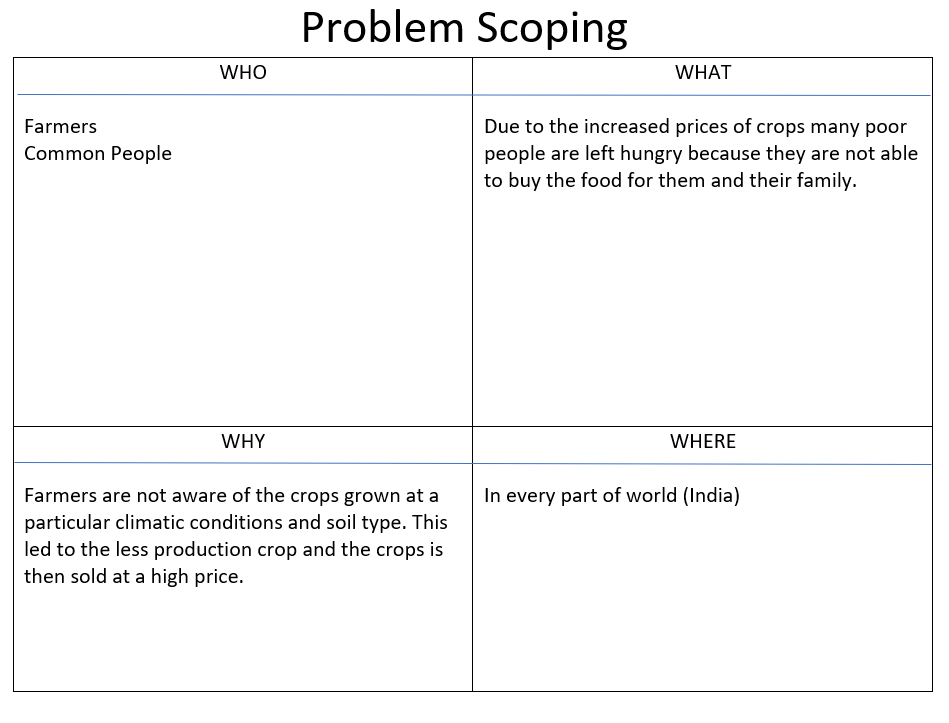 Problem Scoping
WHO
Farmers
Common People
WHAT
Due to the increased prices of crops many poor
people are left hungry because they are not able
to buy the food for them and their family.
WHY
Farmers are not aware of the crops grown at a
particular climatic conditions and soil type. This
led to the less production crop and the crops is
then sold at a high price.
WHERE
In every part of world (India)